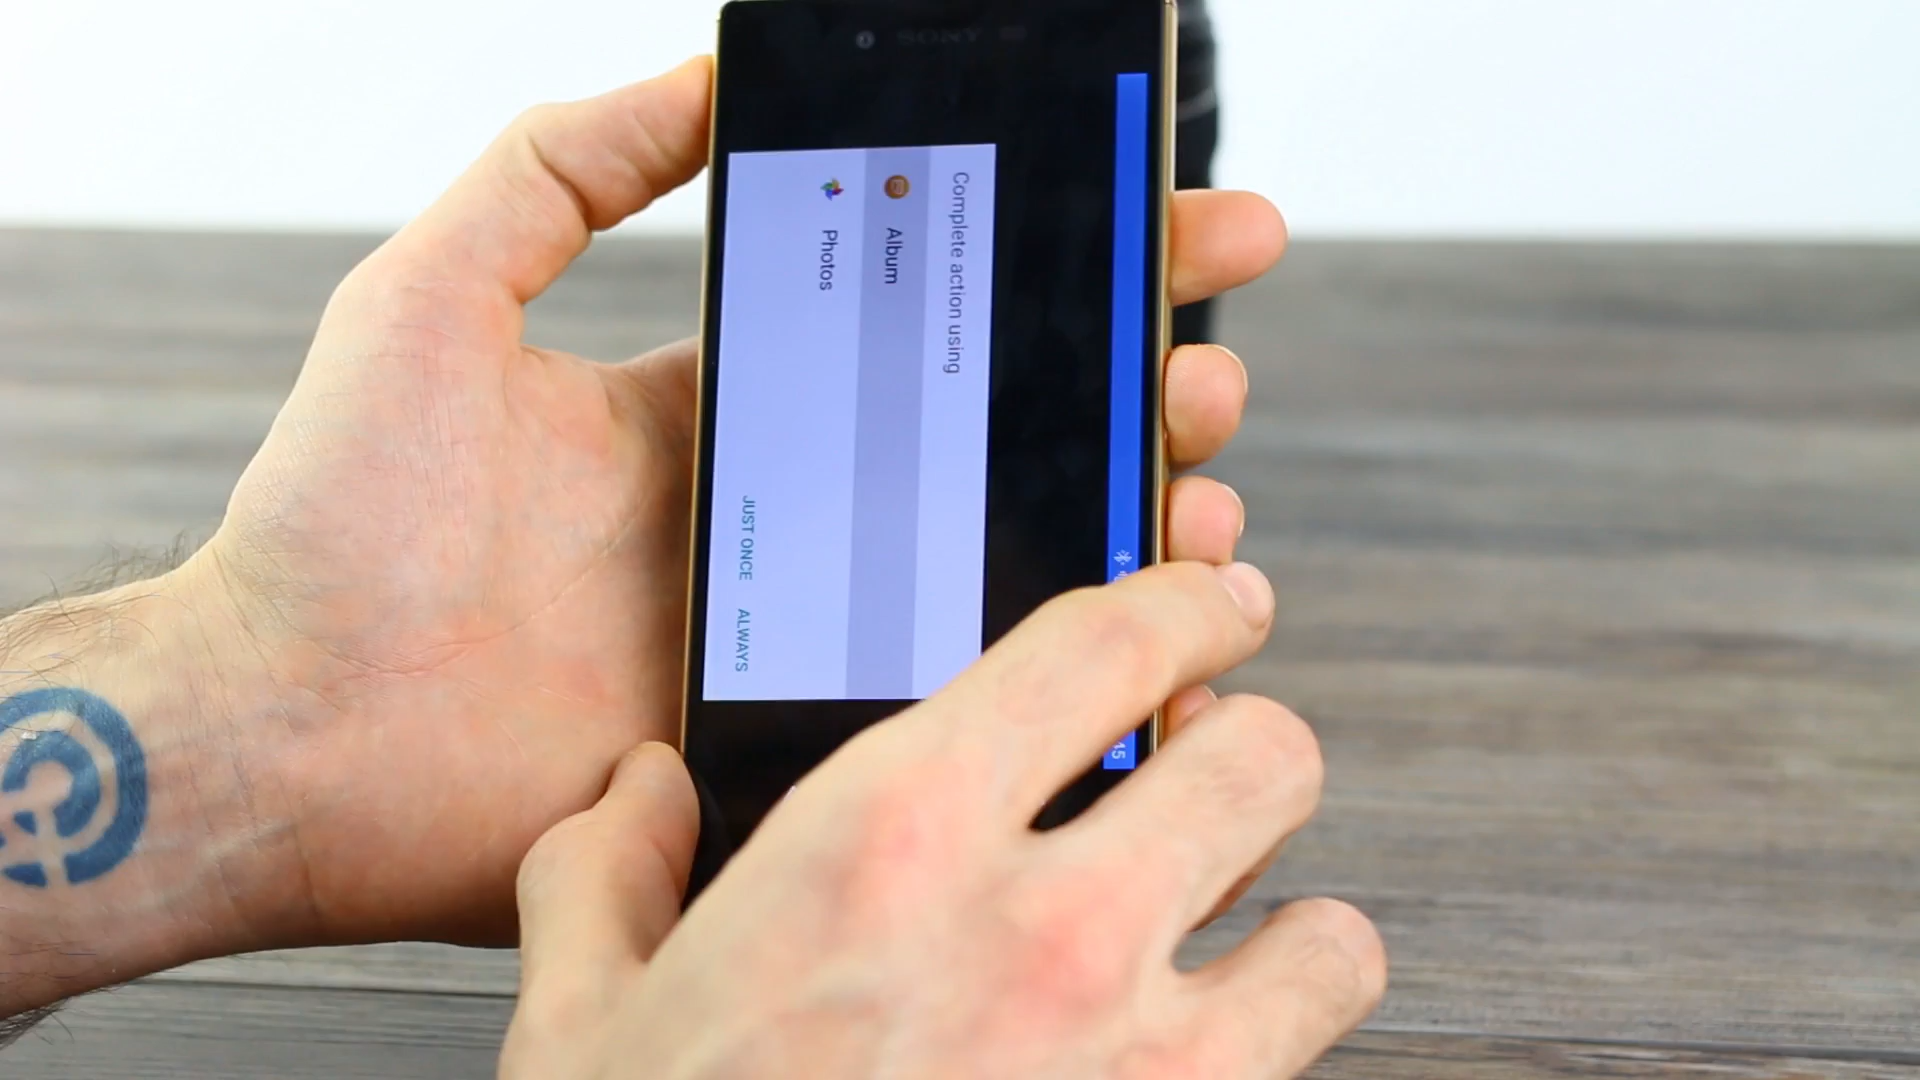 SONY
Complete action using
Album
Photos
JUST ONCE ALWAYS